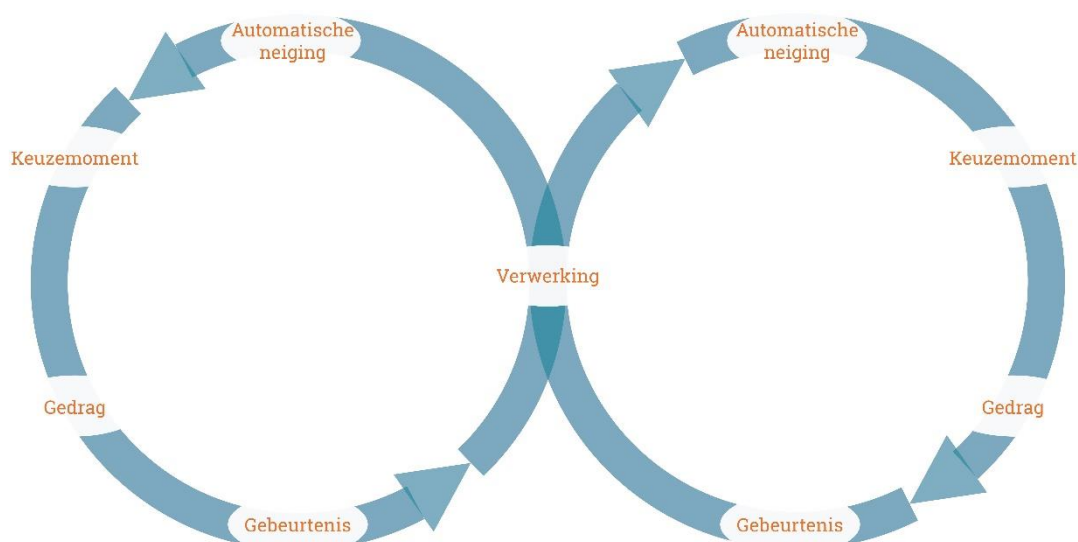 Automatische
neiging
Automatische
neiging
Keuzemoment
Keuzemoment
Verwerking
Gedrag
Gedrag
Gebeurtenis
Gebeurtenis